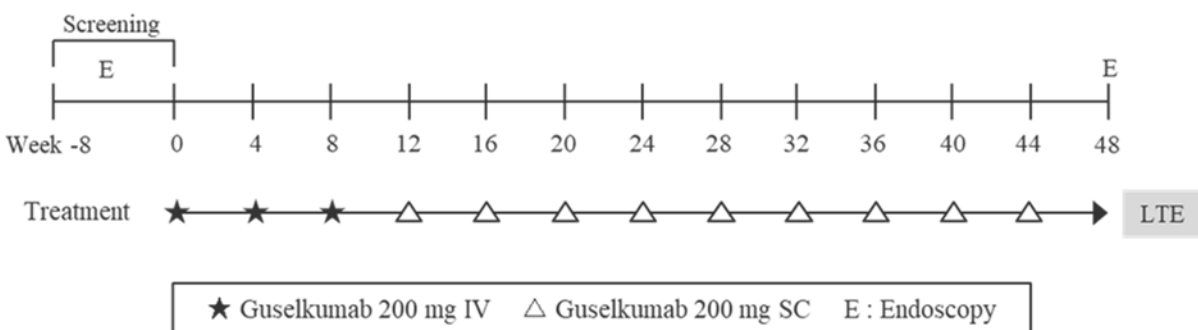 Screening
E
E
Week -8 0 4 8 12 16 20 24 28 32 36 40 44 48
Treatment
LTE
Guselkumab 200 mg IV Guselkumab 200 mg SC E : Endoscopy